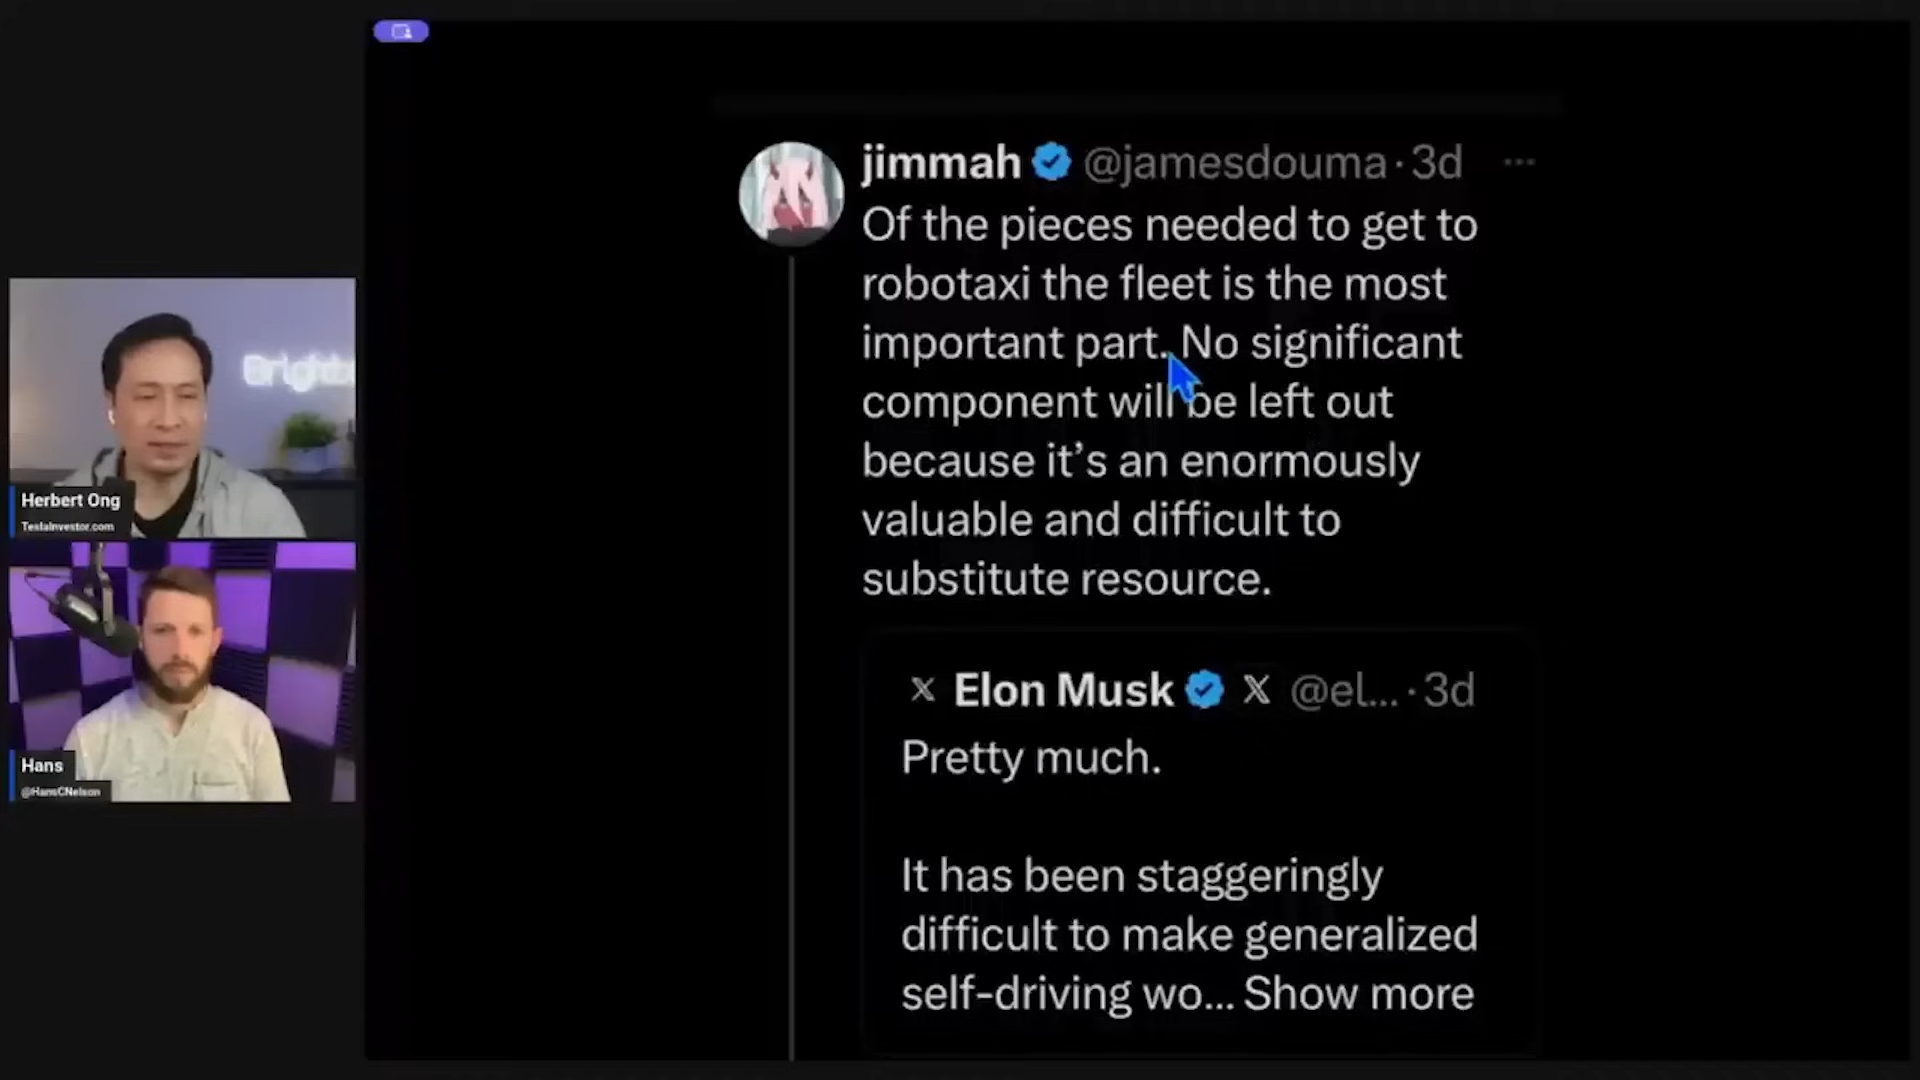 jimmah @jamesdouma · 3d
Of the pieces needed to get to
robotaxi the fleet is the most
important part. No significant
component will be left out
because it's an enormously
valuable and difficult to
substitute resource.
X Elon Musk X @el... · 3d
Pretty much.
It has been staggeringly
difficult to make generalized
self-driving wo... Show more
Herbert Ong
TeslaInvestor.com
Hans
@HansCNelson